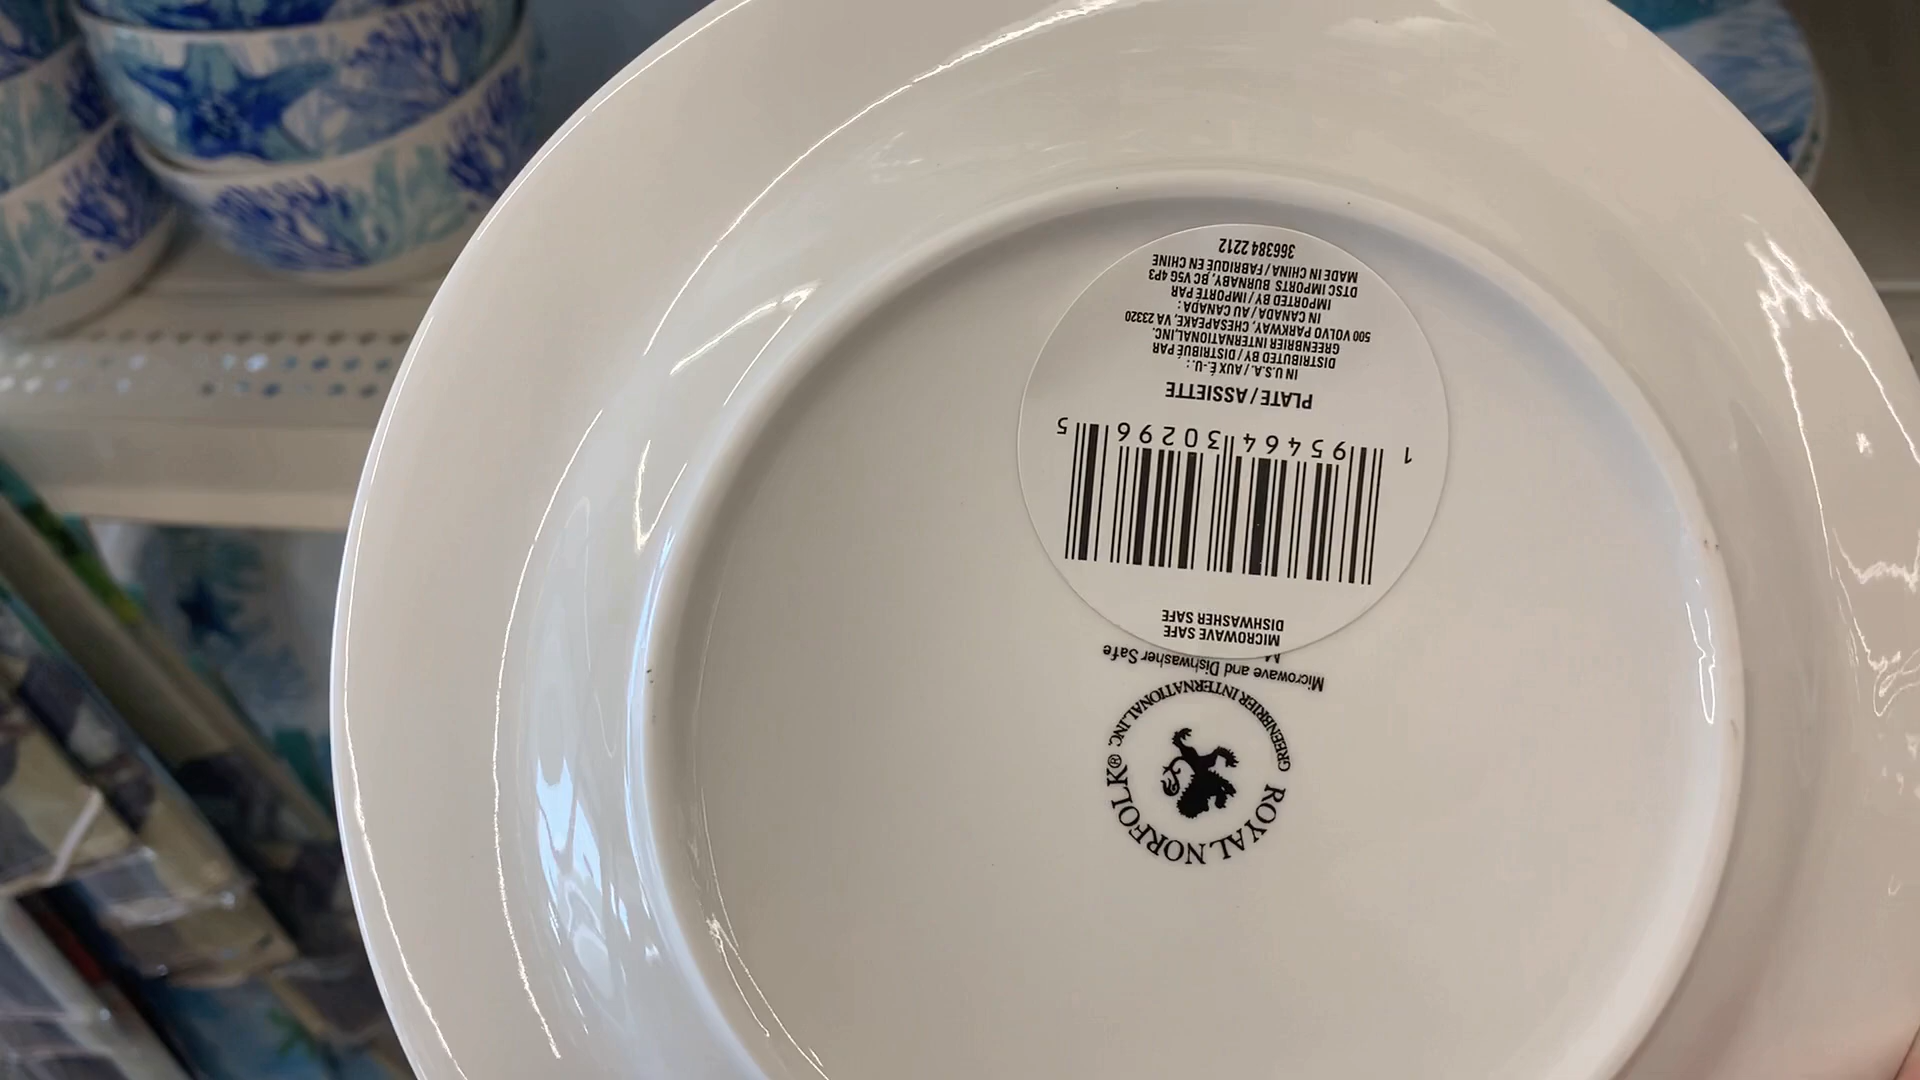 ROYAL NORFOLK®
GREENBRIER INTERNATIONAL, INC.
Microwave and Dishwasher Safe
M
MICROWAVE SAFE
DISHWASHER SAFE
1 95464 30296 5
PLATE / ASSIETTE
IN U.S.A. / AUX É.-U.:
DISTRIBUTED BY / DISTRIBUÉ PAR
GREENBRIER INTERNATIONAL, INC.
500 VOLVO PARKWAY, CHESAPEAKE, VA 23320
IN CANADA / AU CANADA:
IMPORTED BY / IMPORTÉ PAR
DTSC IMPORTS BURNABY, BC V5G 4P3
MADE IN CHINA / FABRIQUÉ EN CHINE
366384 2212